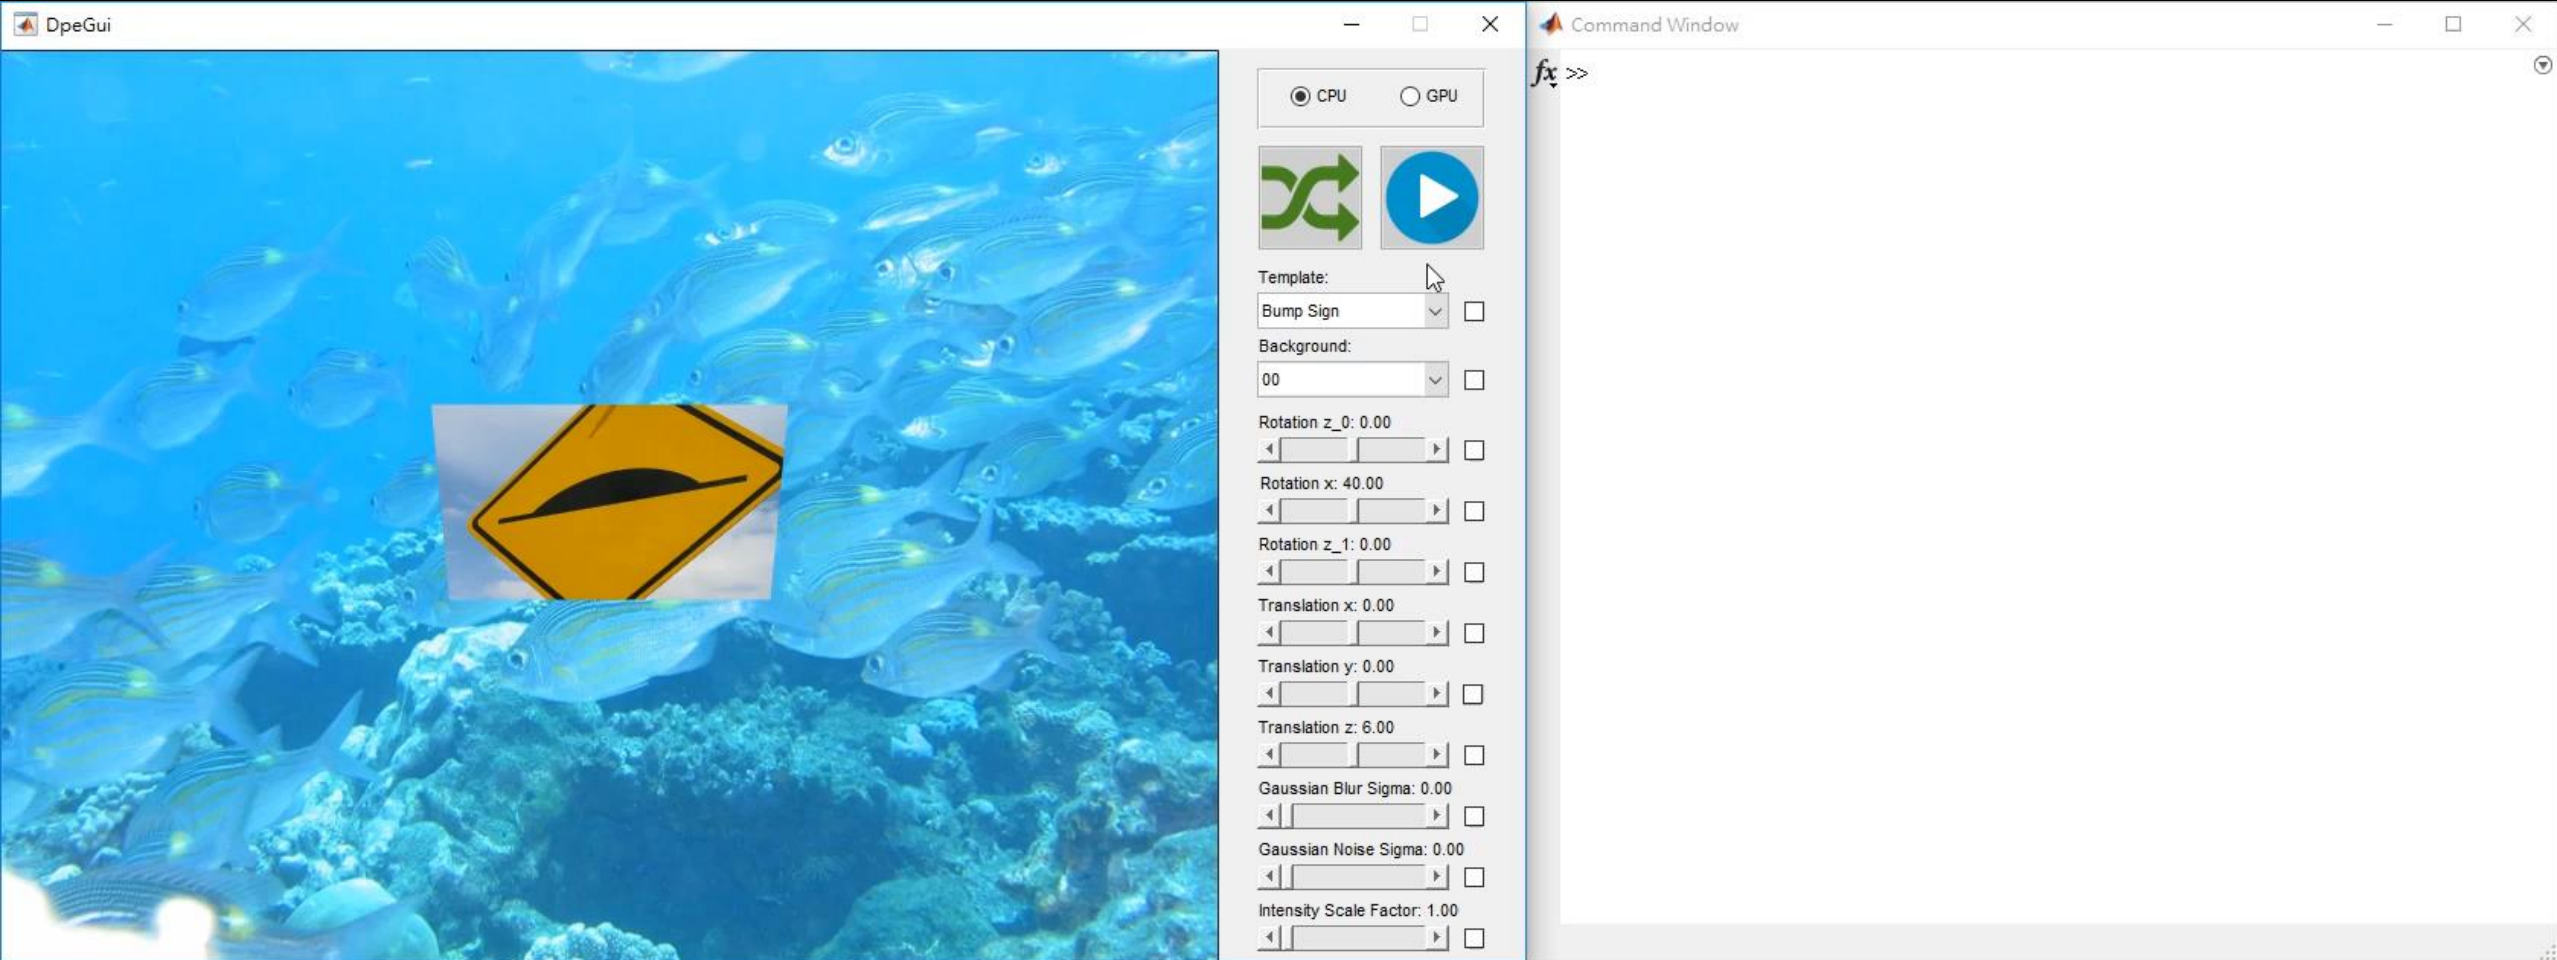 DpeGui
CPU
GPU
Template:
Bump Sign
Background:
00
Rotation z_0: 0.00
Rotation x: 40.00
Rotation z_1: 0.00
Translation x: 0.00
Translation y: 0.00
Translation z: 6.00
Gaussian Blur Sigma: 0.00
Gaussian Noise Sigma: 0.00
Intensity Scale Factor: 1.00
Command Window
fx >>